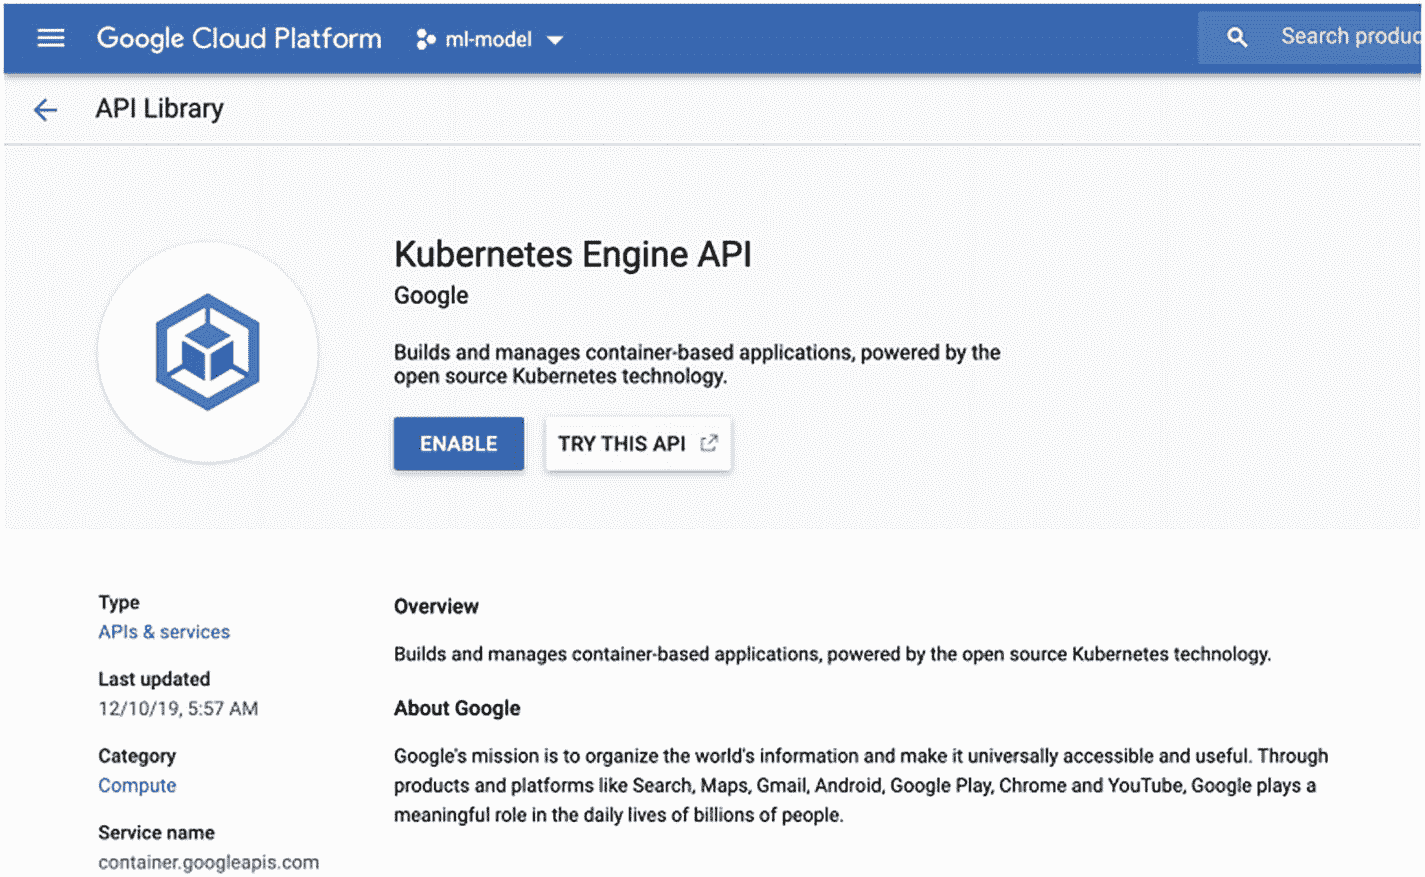 Google Cloud Platform ml-model Search produc
API Library
Kubernetes Engine API
Google
Builds and manages container-based applications, powered by the
open source Kubernetes technology.
ENABLE TRY THIS API
Type
APIs & services
Last updated
12/10/19, 5:57 AM
Category
Compute
Service name
container.googleapis.com
Overview
Builds and manages container-based applications, powered by the open source Kubernetes technology.
About Google
Google's mission is to organize the world's information and make it universally accessible and useful. Through
products and platforms like Search, Maps, Gmail, Android, Google Play, Chrome and YouTube, Google plays a
meaningful role in the daily lives of billions of people.